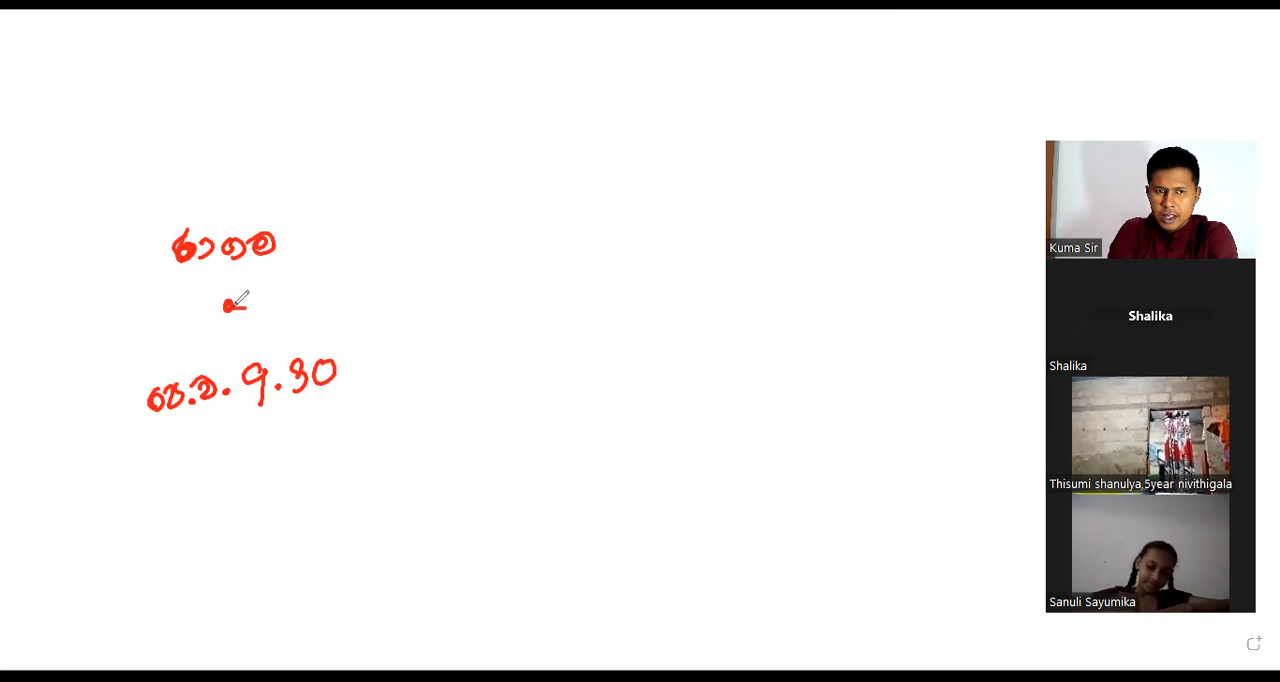 රාගම
පෙ.ව. 9.30
Kuma Sir
Shalika
Shalika
Thisumi shanulya,5year nivithigala
Sanuli Sayumika